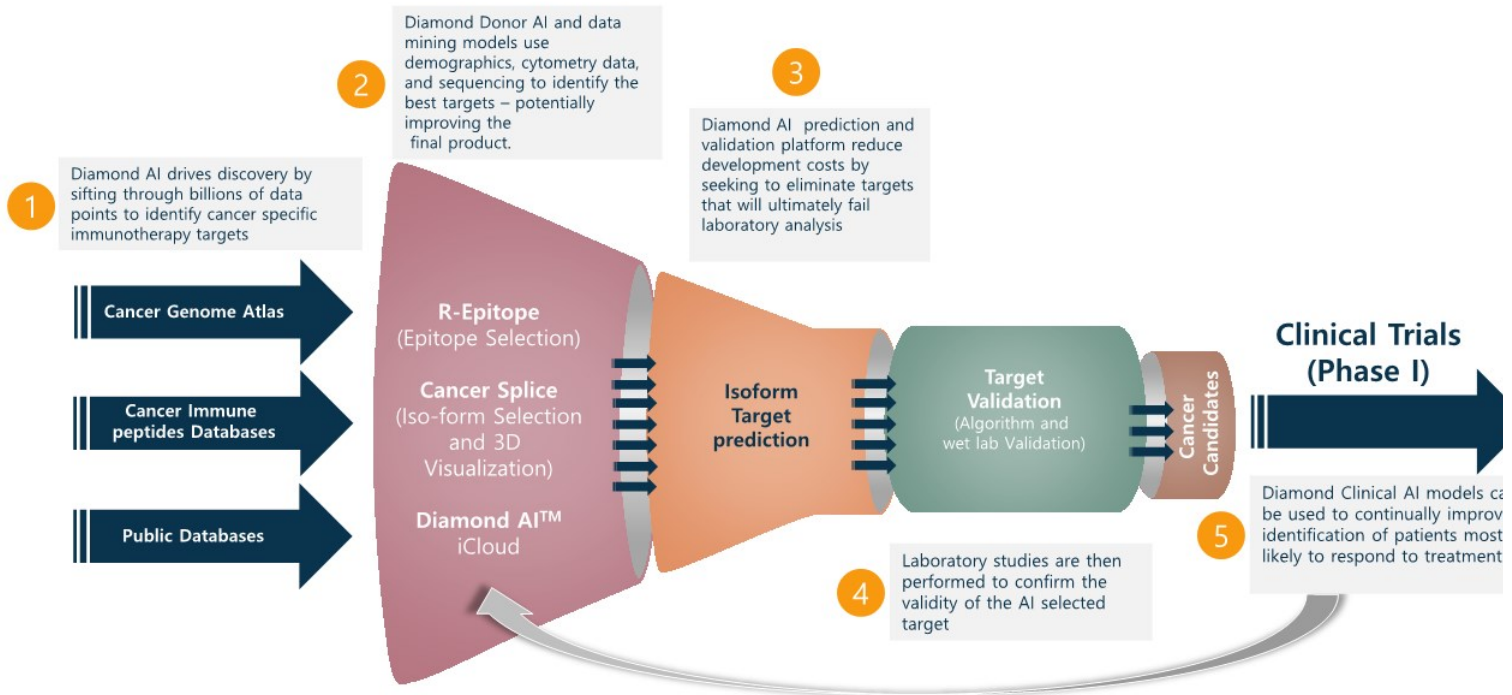 1
Diamond AI drives discovery by
sifting through billions of data
points to identify cancer specific
immunotherapy targets
2
Diamond Donor AI and data
mining models use
demographics, cytometry data,
and sequencing to identify the
best targets – potentially
improving the
final product.
3
Diamond AI prediction and
validation platform reduce
development costs by
seeking to eliminate targets
that will ultimately fail
laboratory analysis
Cancer Genome Atlas
Cancer Immune
peptides Databases
Public Databases
R-Epitope
(Epitope Selection)
Cancer Splice
(Iso-form Selection
and 3D
Visualization)
Diamond AI™
iCloud
Isoform
Target
prediction
Target
Validation
(Algorithm and
wet lab Validation)
Cancer
Candidates
Clinical Trials
(Phase I)
4
Laboratory studies are then
performed to confirm the
validity of the AI selected
target
5
Diamond Clinical AI models
be used to continually
identification of patients most
likely to respond to treatment